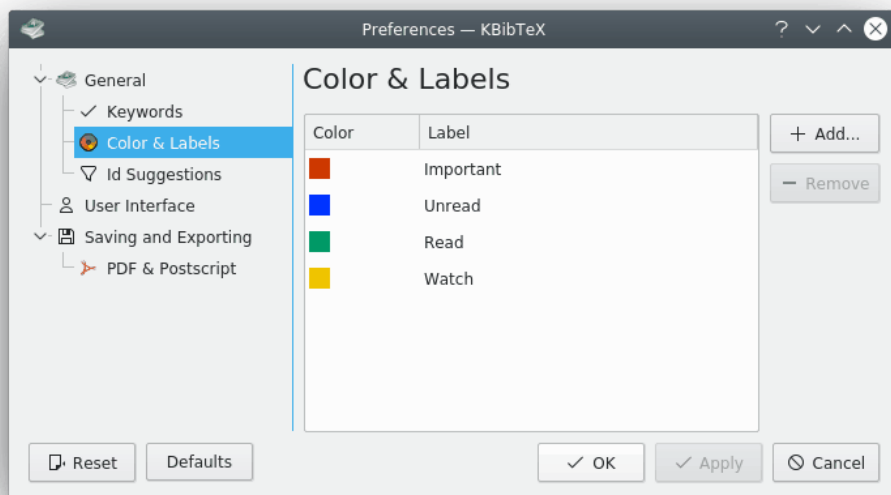 Preferences — KBibTeX
General
Keywords
Color & Labels
Id Suggestions
User Interface
Saving and Exporting
PDF & Postscript
Color & Labels
Color Label
Important
Unread
Read
Watch
+ Add...
− Remove
Reset Defaults OK Apply Cancel